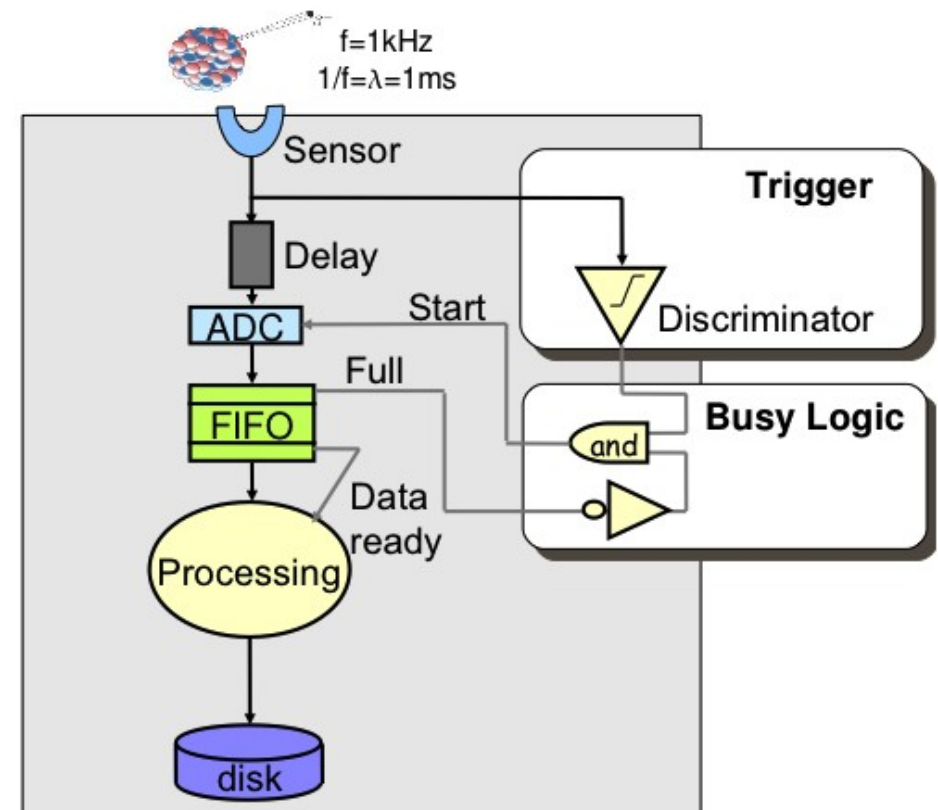 f=1kHz
1/f=λ=1ms
Sensor
Trigger
Delay
Start
Discriminator
ADC
Full
Busy Logic
FIFO
and
Data
ready
Processing
disk